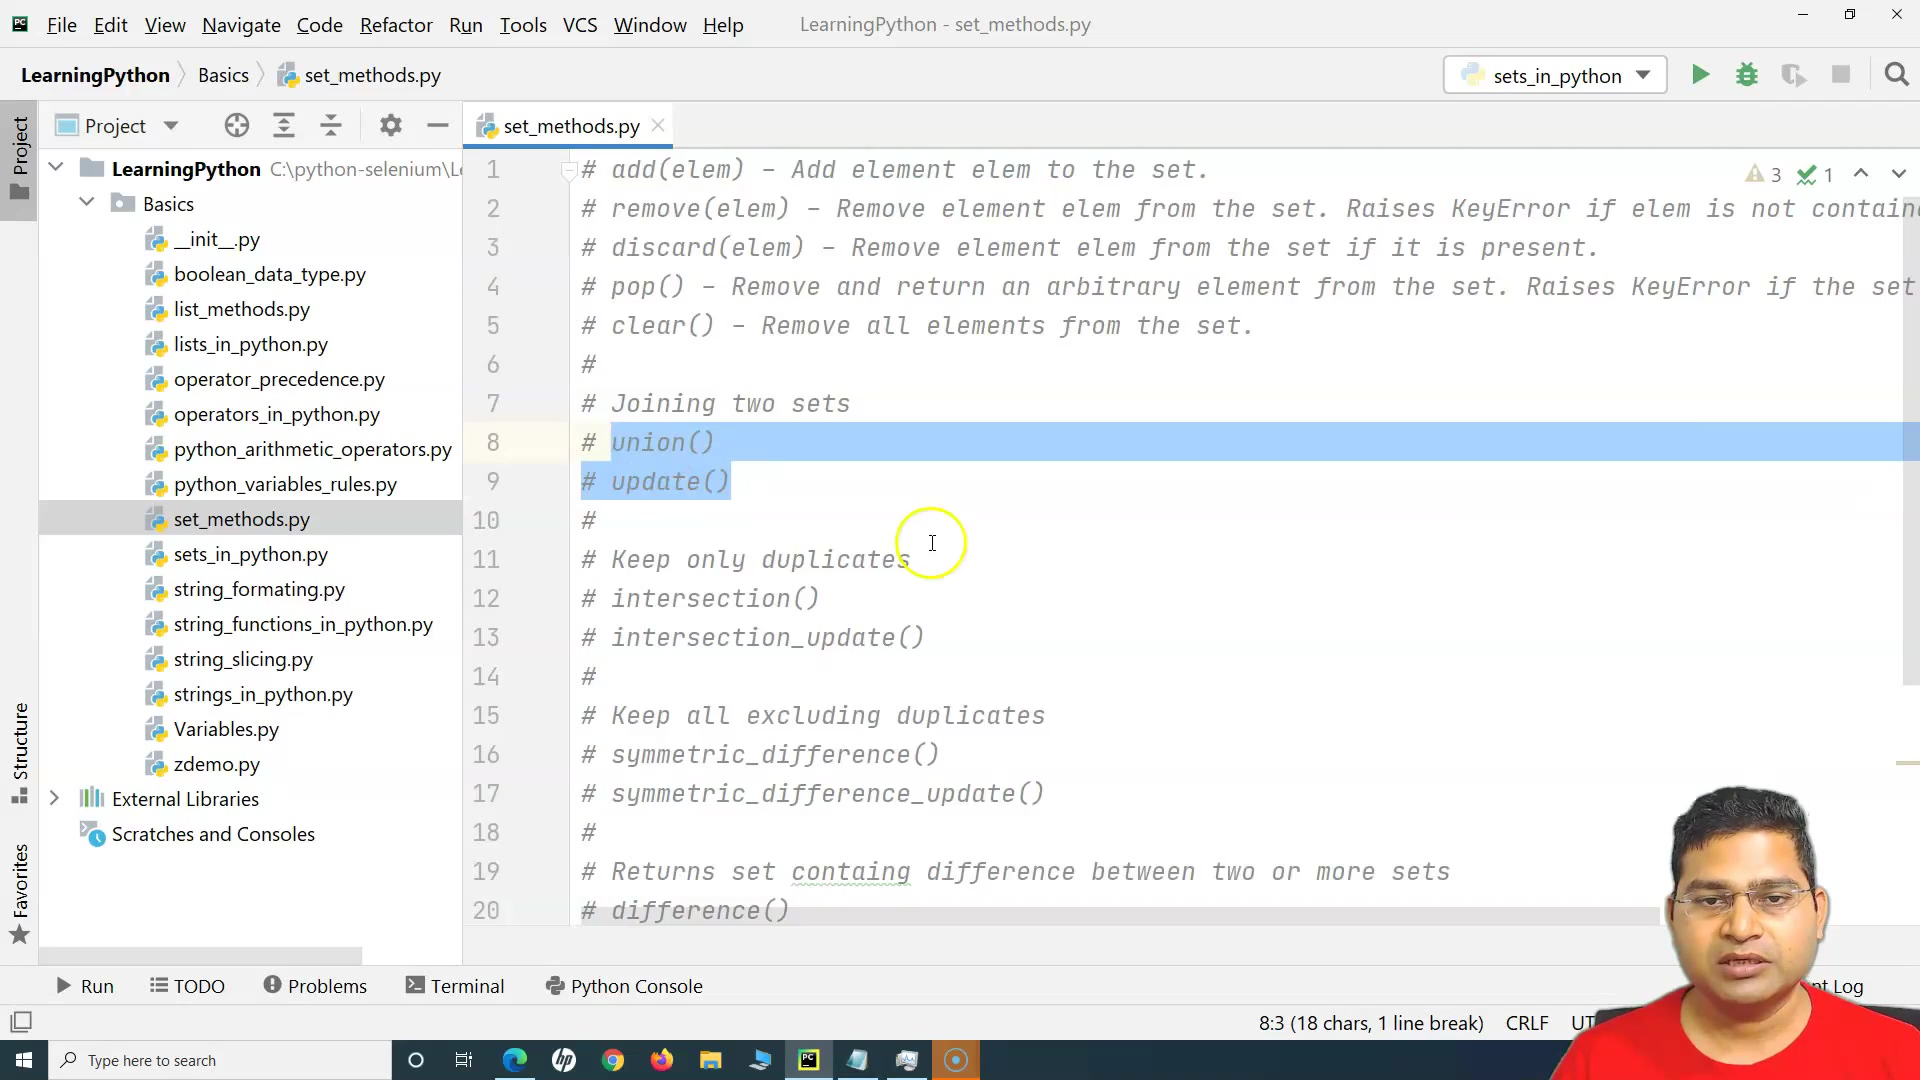 File Edit View Navigate Code Refactor Run Tools VCS Window Help LearningPython - set_methods.py
LearningPython Basics set_methods.py sets_in_python
Project set_methods.py
LearningPython C:\python-selenium\L
Basics
__init__.py
boolean_data_type.py
list_methods.py
lists_in_python.py
operator_precedence.py
operators_in_python.py
python_arithmetic_operators.py
python_variables_rules.py
set_methods.py
sets_in_python.py
string_formating.py
string_functions_in_python.py
string_slicing.py
strings_in_python.py
Variables.py
zdemo.py
External Libraries
Scratches and Consoles
Project
Structure
Favorites
1 # add(elem) – Add element elem to the set.
2 # remove(elem) – Remove element elem from the set. Raises KeyError if elem is not contain
3 # discard(elem) – Remove element elem from the set if it is present.
4 # pop() – Remove and return an arbitrary element from the set. Raises KeyError if the set
5 # clear() – Remove all elements from the set.
6 #
7 # Joining two sets
8 # union()
9 # update()
10 #
11 # Keep only duplicates
12 # intersection()
13 # intersection_update()
14 #
15 # Keep all excluding duplicates
16 # symmetric_difference()
17 # symmetric_difference_update()
18 #
19 # Returns set containg difference between two or more sets
20 # difference()
3 1
Run TODO Problems Terminal Python Console nt Log
8:3 (18 chars, 1 line break) CRLF UT
Type here to search